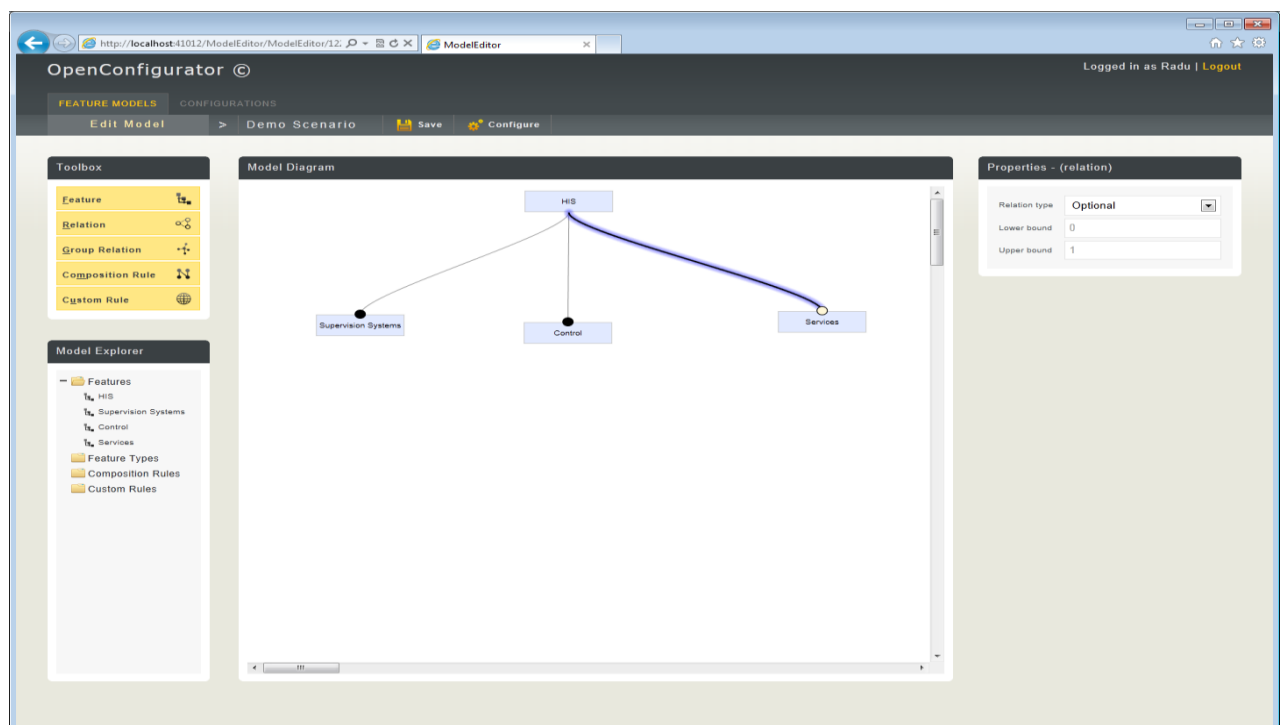 http://localhost:41012/ModelEditor/ModelEditor/12
ModelEditor
OpenConfigurator ©
Logged in as Radu | Logout
FEATURE MODELS CONFIGURATIONS
Edit Model > Demo Scenario Save Configure
Toolbox
Feature
Relation
Group Relation
Composition Rule
Custom Rule
Model Explorer
Features
HIS
Supervision Systems
Control
Services
Feature Types
Composition Rules
Custom Rules
Model Diagram
HIS
Supervision Systems
Control
Services
Properties - (relation)
Relation type Optional
Lower bound 0
Upper bound 1